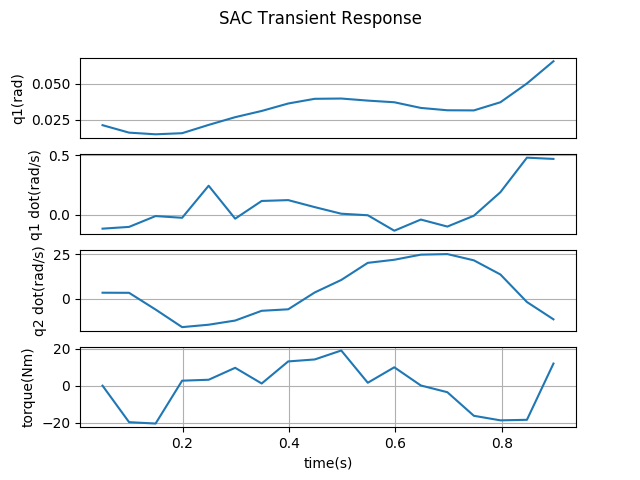 SAC Transient Response
q1(rad)
0.050
0.025
q1 dot(rad/s)
0.5
0.0
q2 dot(rad/s)
25
0
torque(Nm)
20
0
−20
0.2 0.4 0.6 0.8
time(s)